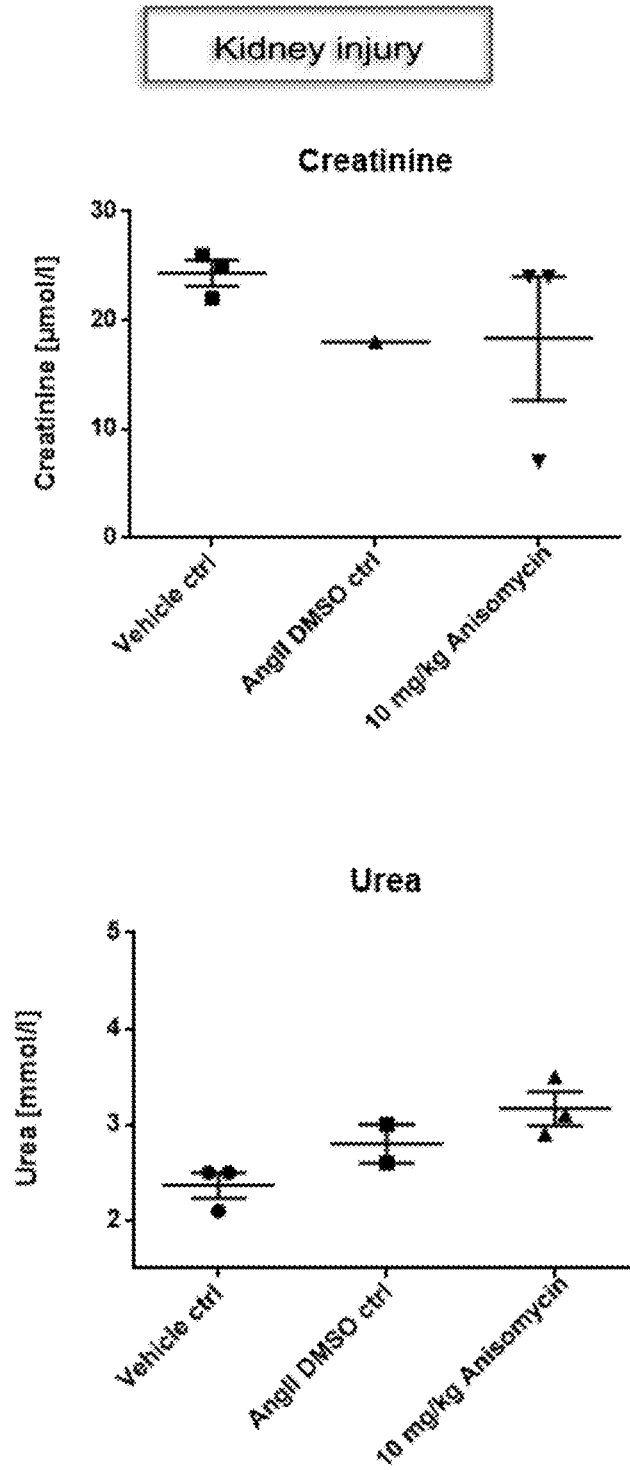 Kidney injury
Creatinine
Creatinine [µmol/l]
30
20
10
0
Vehicle ctrl
AngII DMSO ctrl
10 mg/kg Anisomycin
Urea
Urea [mmol/l]
5
4
3
2
Vehicle ctrl
AngII DMSO ctrl
10 mg/kg Anisomycin